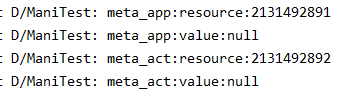 t D/ManiTest: meta_app:resource:2131492891
t D/ManiTest: meta_app:value:null
t D/ManiTest: meta_act:resource:2131492892
t D/ManiTest: meta_act:value:null